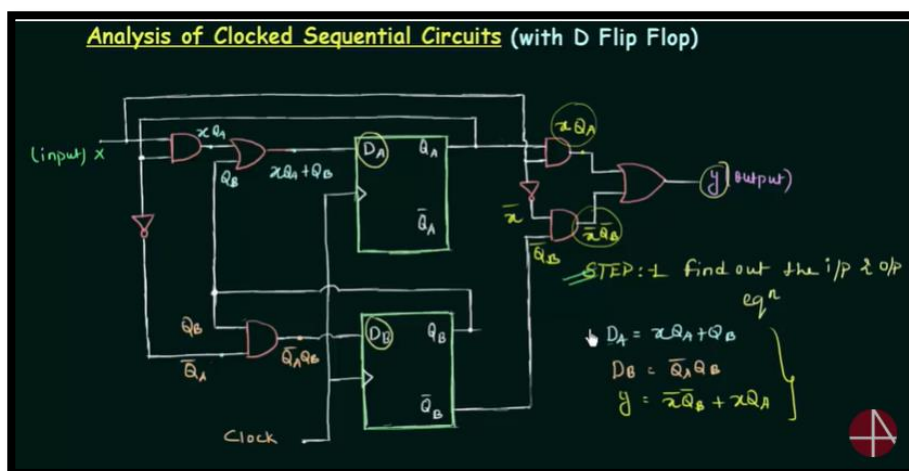 Analysis of Clocked Sequential Circuits (with D Flip Flop)
(input) x
xQA
QB
xQA+QB
DA
QA
Q̅A
xQA
y(output)
x̅
Q̅B
x̅Q̅B
QB
Q̅A
Q̅AQB
DB
QB
Q̅B
Clock
STEP:-1 find out the i/p & o/p
eqⁿ
DA = xQA+QB
DB = Q̅AQB
y = x̅Q̅B + xQA